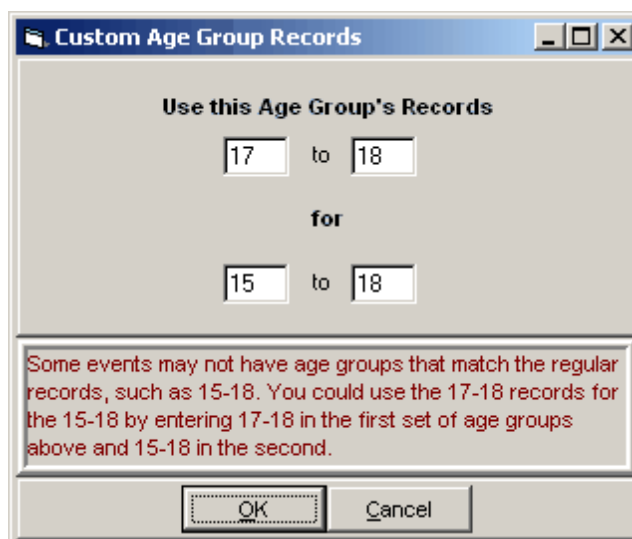 Custom Age Group Records
Use this Age Group's Records
17 to 18
for
15 to 18
Some events may not have age groups that match the regular
records, such as 15-18. You could use the 17-18 records for
the 15-18 by entering 17-18 in the first set of age groups
above and 15-18 in the second.
OK Cancel